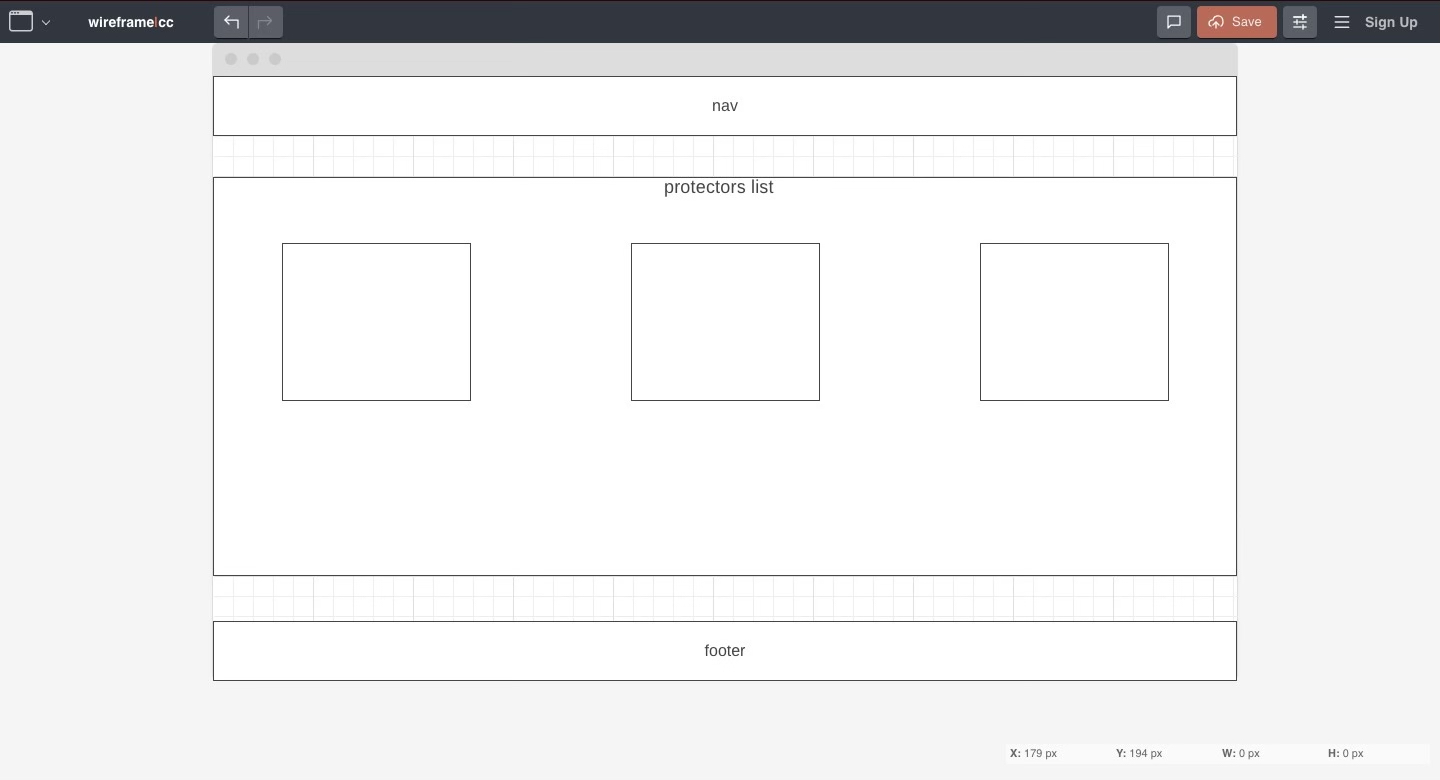 wireframe|cc
Save
Sign Up
nav
protectors list
footer
X: 179 px Y: 194 px W: 0 px H: 0 px